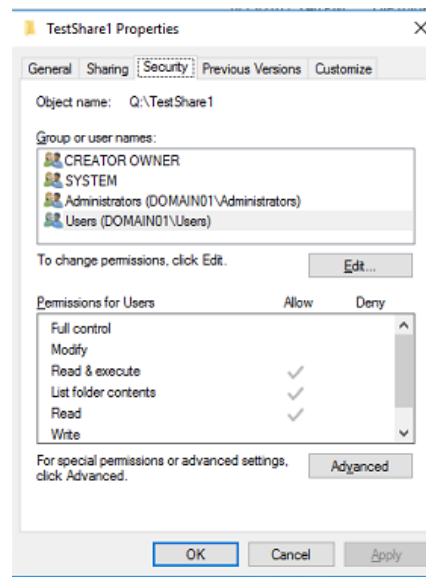 TestShare1 Properties
General Sharing Security Previous Versions Customize
Object name: Q:\TestShare1
Group or user names:
CREATOR OWNER
SYSTEM
Administrators (DOMAIN01\Administrators)
Users (DOMAIN01\Users)
To change permissions, click Edit.
Edit...
Permissions for Users Allow Deny
Full control
Modify
Read & execute
List folder contents
Read
Write
For special permissions or advanced settings,
click Advanced.
Advanced
OK Cancel Apply